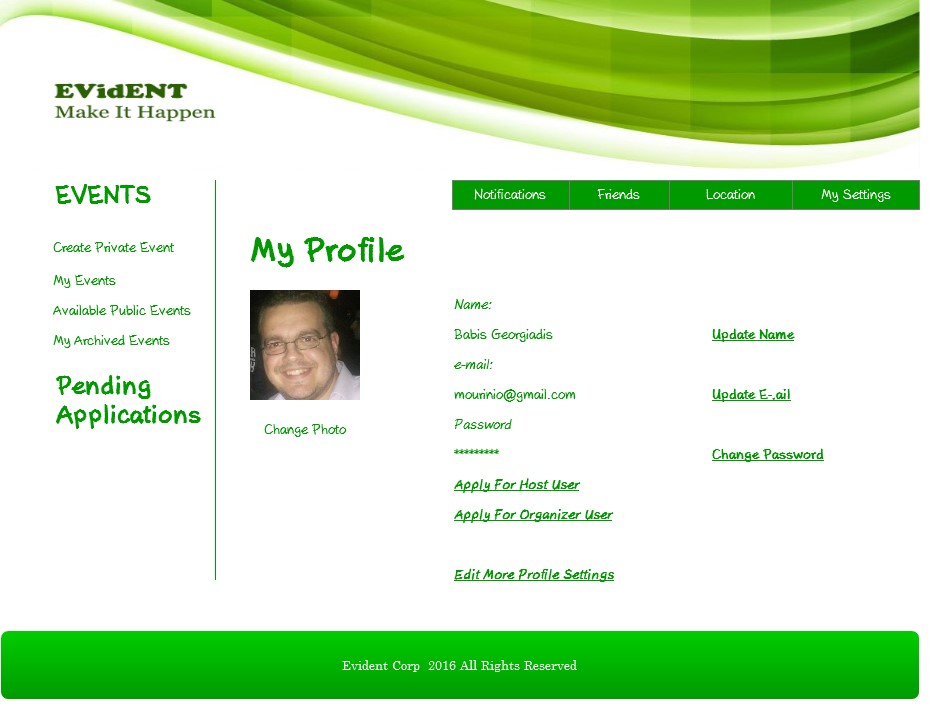 EVidENT
Make It Happen
EVENTS
Create Private Event
My Events
Available Public Events
My Archived Events
Pending
Applications
Notifications
Friends
Location
My Settings
My Profile
Change Photo
Name:
Babis Georgiadis
Update Name
e-mail:
mourinio@gmail.com
Update E-.ail
Password
*********
Change Password
Apply For Host User
Apply For Organizer User
Edit More Profile Settings
Evident Corp  2016 All Rights Reserved